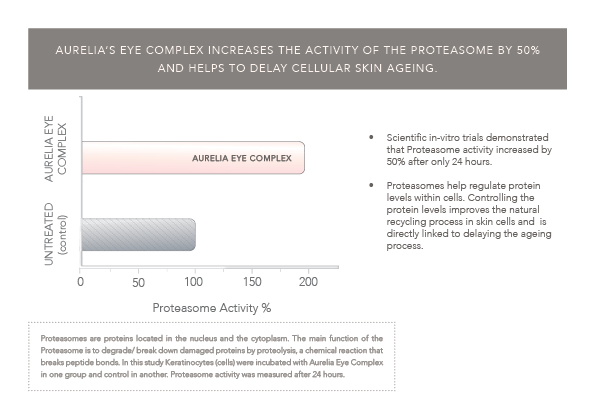 AURELIA'S EYE COMPLEX INCREASES THE ACTIVITY OF THE PROTEASOME BY 50%
AND HELPS TO DELAY CELLULAR SKIN AGEING.
AURELIA EYE
COMPLEX
AURELIA EYE COMPLEX
UNTREATED
(control)
0 50 100 150 200
Proteasome Activity %
• Scientific in-vitro trials demonstrated
that Proteasome activity increased by
50% after only 24 hours.
• Proteasomes help regulate protein
levels within cells. Controlling the
protein levels improves the natural
recycling process in skin cells and is
directly linked to delaying the ageing
process.
Proteasomes are proteins located in the nucleus and the cytoplasm. The main function of the
Proteasome is to degrade/ break down damaged proteins by proteolysis, a chemical reaction that
breaks peptide bonds. In this study Keratinocytes (cells) were incubated with Aurelia Eye Complex
in one group and control in another. Proteasome activity was measured after 24 hours.